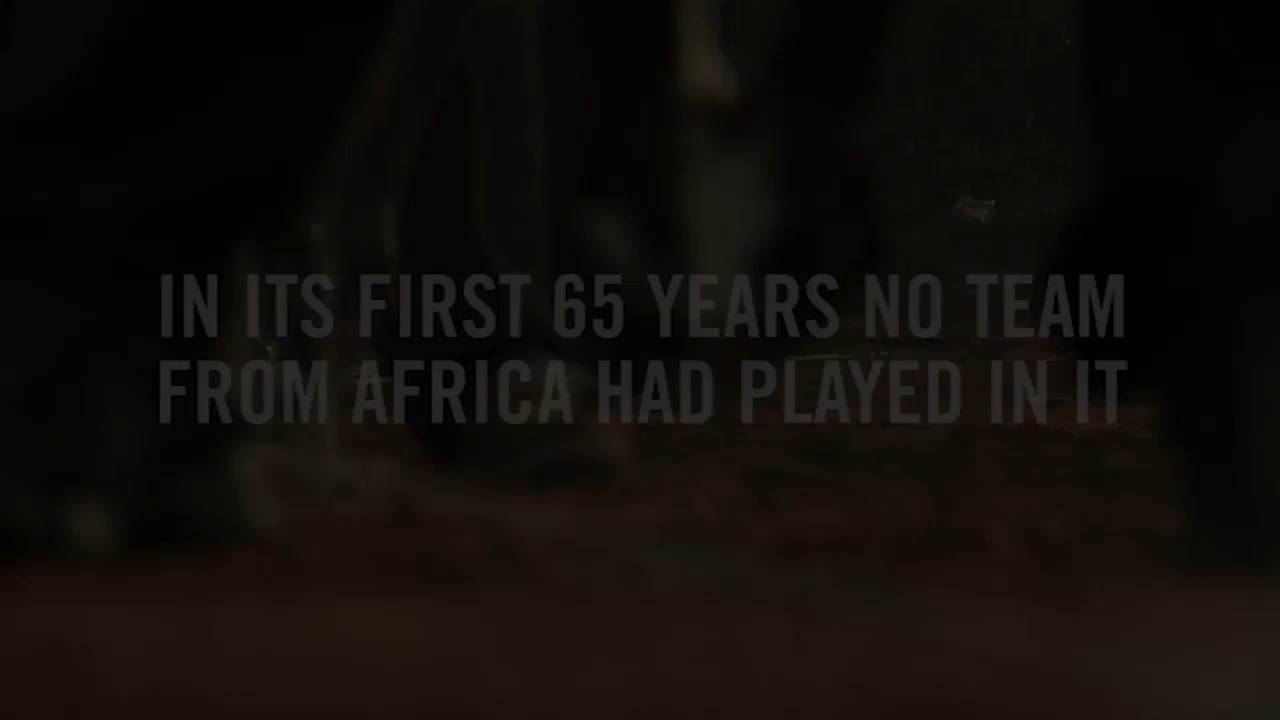 IN ITS FIRST 65 YEARS NO TEAM
FROM AFRICA HAD PLAYED IN IT